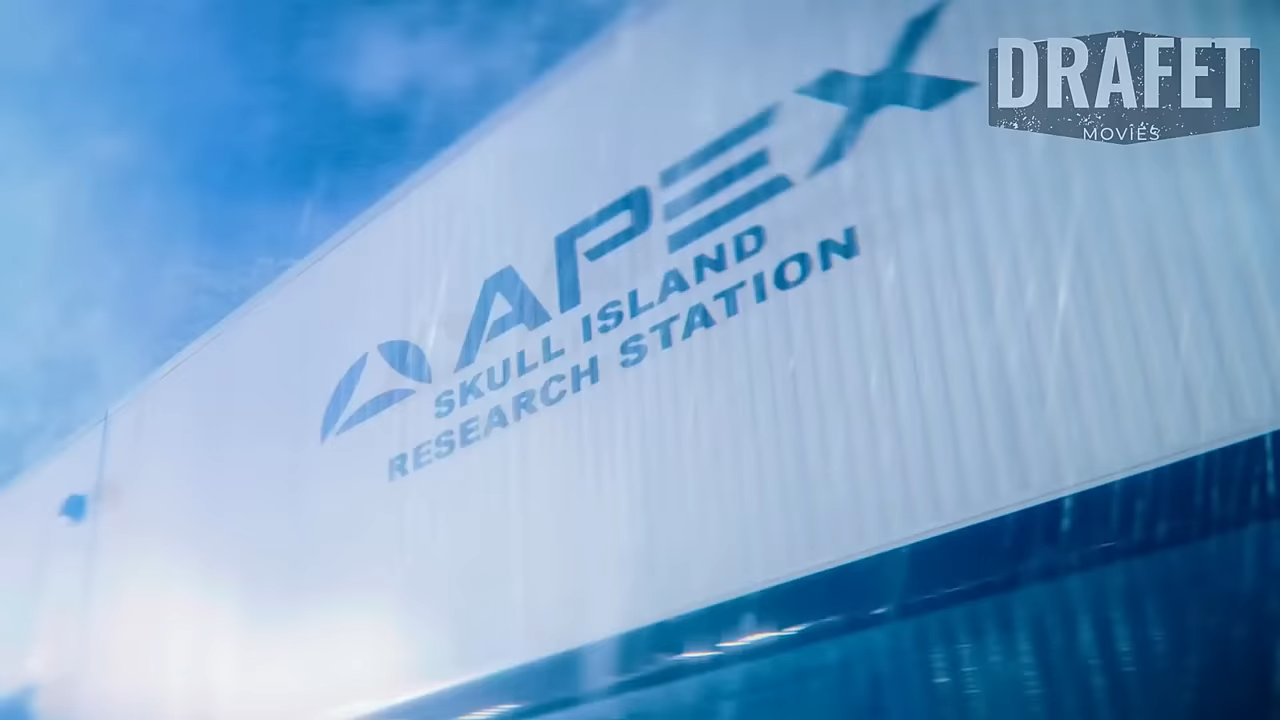 DRAFET
MOVIES
APEX
SKULL ISLAND
RESEARCH STATION